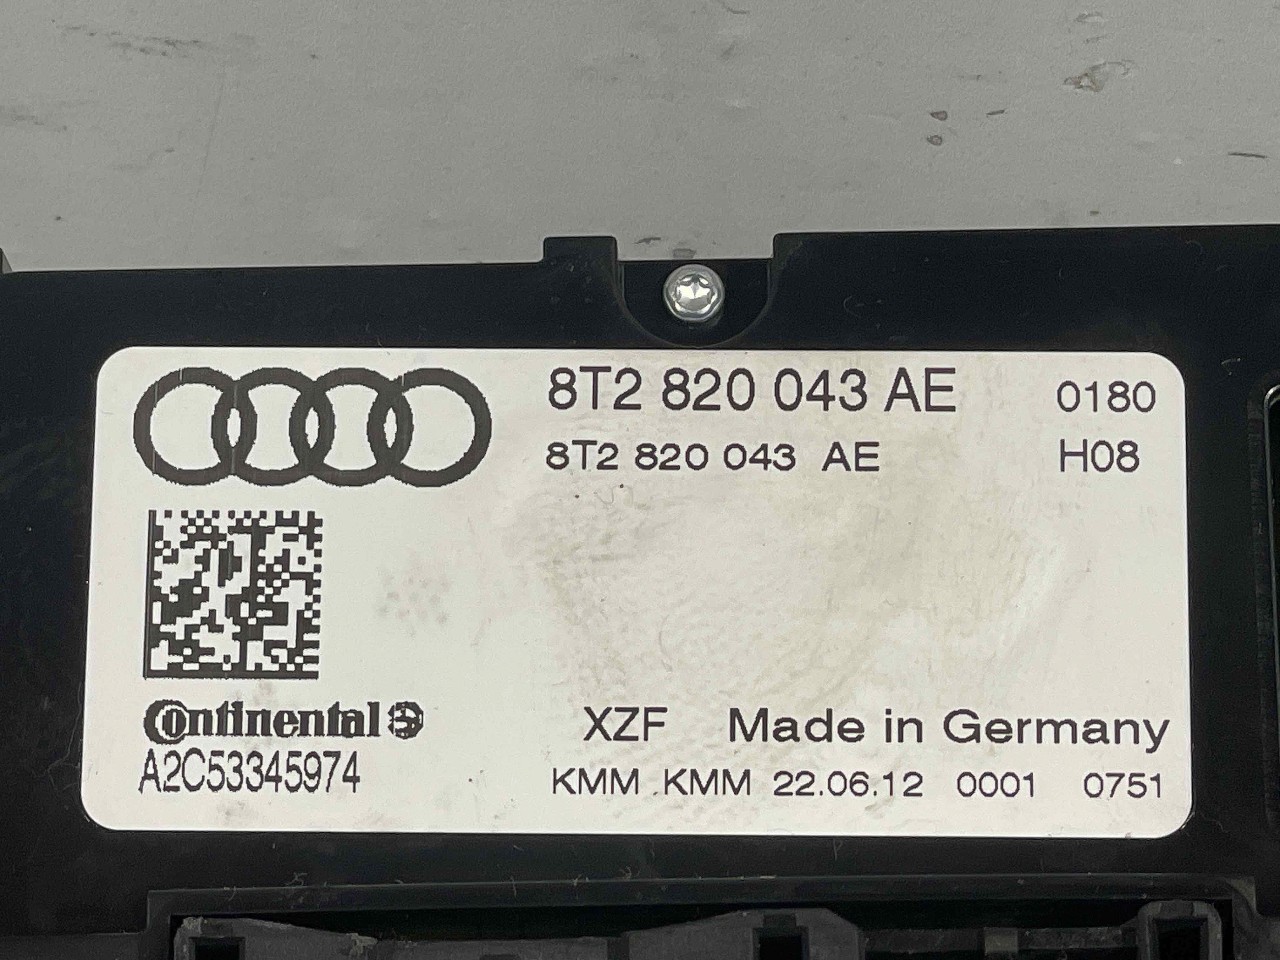 8T2 820 043 AE 0180
8T2 820 043 AE H08
Continental
A2C53345974
XZF Made in Germany
KMM KMM 22.06.12 0001 0751